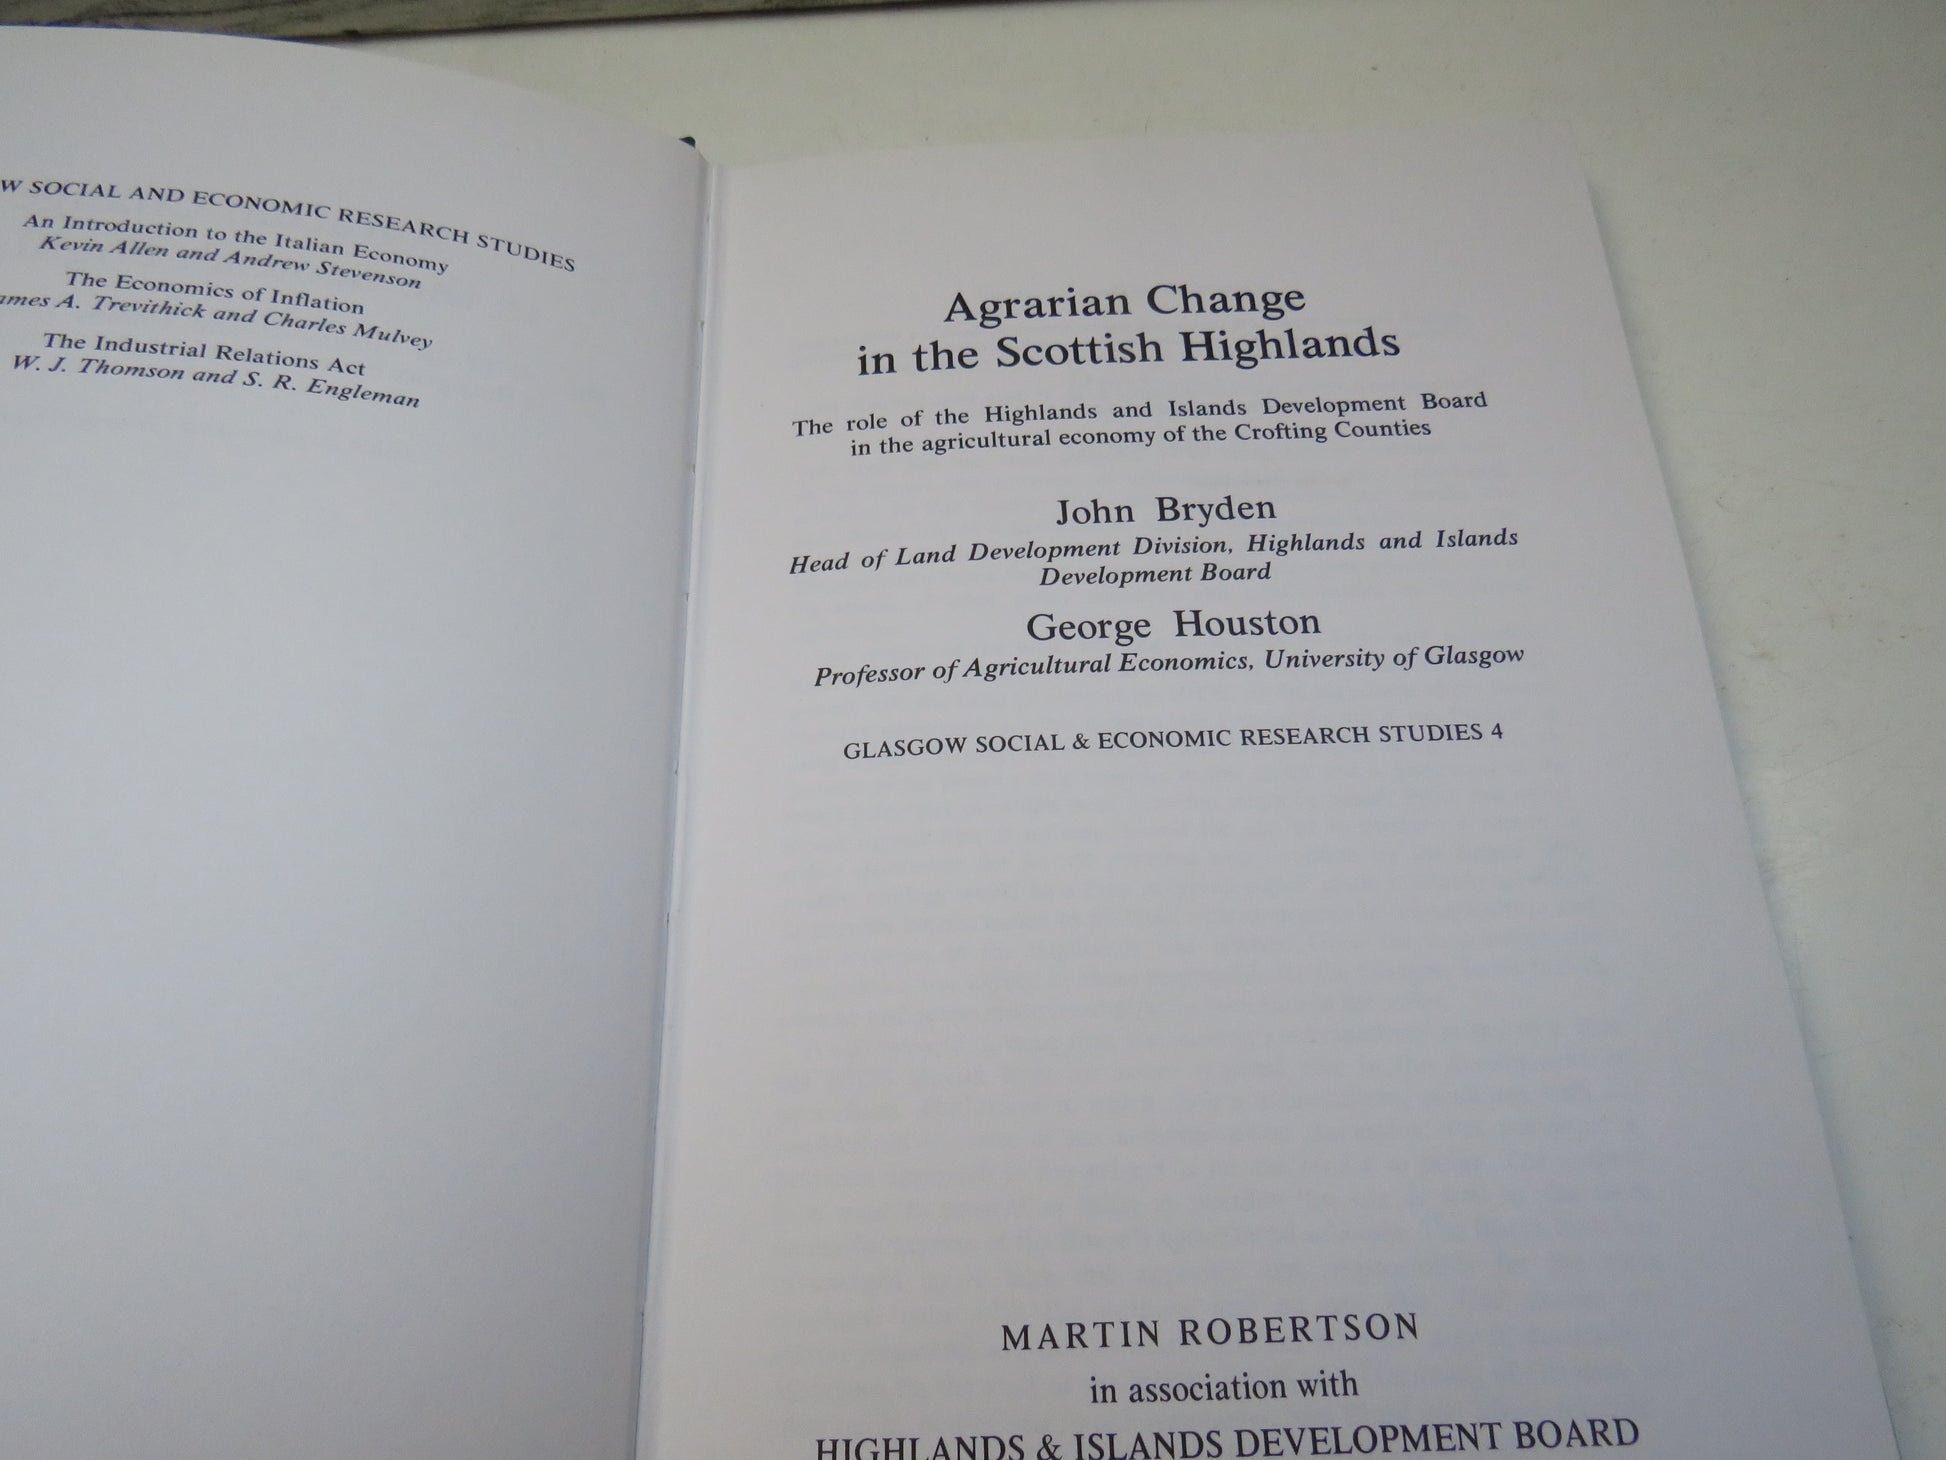 W SOCIAL AND ECONOMIC RESEARCH STUDIES
An Introduction to the Italian Economy
Kevin Allen and Andrew Stevenson
The Economics of Inflation
ames A. Trevithick and Charles Mulvey
The Industrial Relations Act
W. J. Thomson and S. R. Engleman
Agrarian Change
in the Scottish Highlands
The role of the Highlands and Islands Development Board
in the agricultural economy of the Crofting Counties
John Bryden
Head of Land Development Division, Highlands and Islands
Development Board
George Houston
Professor of Agricultural Economics, University of Glasgow
GLASGOW SOCIAL & ECONOMIC RESEARCH STUDIES 4
MARTIN ROBERTSON
in association with
HIGHLANDS & ISLANDS DEVELOPMENT BOARD